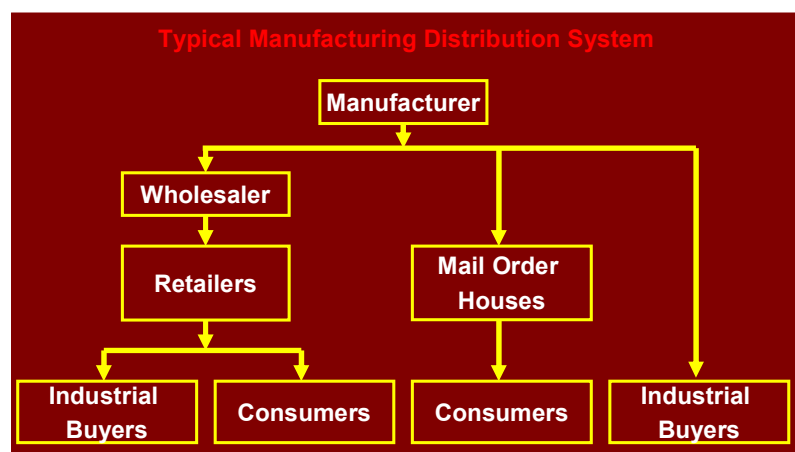 Typical Manufacturing Distribution System
Manufacturer
Wholesaler
Retailers
Mail Order
Houses
Industrial
Buyers
Consumers
Consumers
Industrial
Buyers